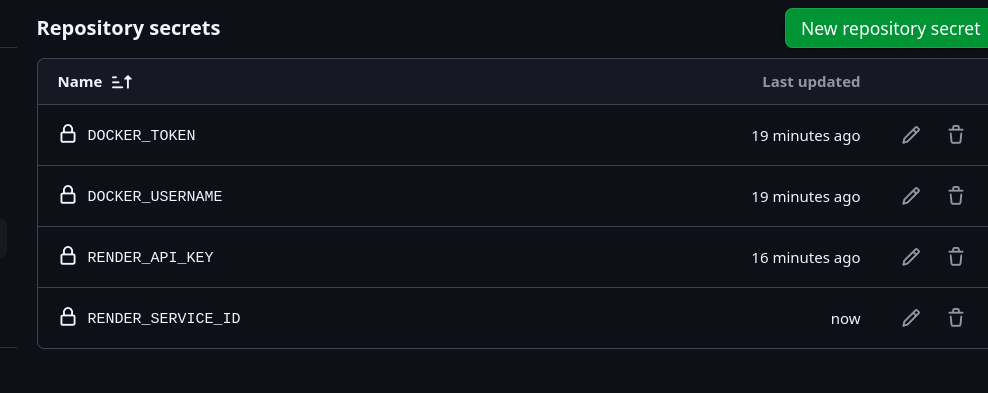 Repository secrets
New repository secret
Name
Last updated
DOCKER_TOKEN
19 minutes ago
DOCKER_USERNAME
19 minutes ago
RENDER_API_KEY
16 minutes ago
RENDER_SERVICE_ID
now